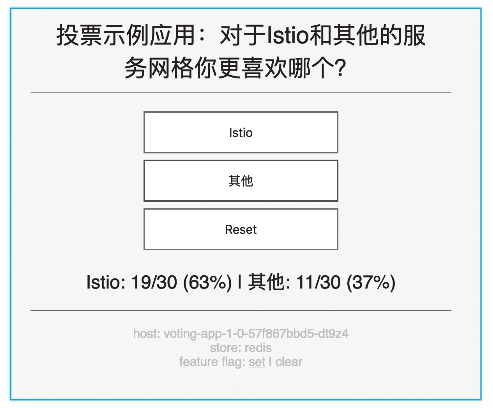 投票示例应用：对于Istio和其他的服
务网格你更喜欢哪个？
Istio
其他
Reset
Istio: 19/30 (63%) | 其他: 11/30 (37%)
host: voting-app-1-0-57f867bbd5-dt9z4
store: redis
feature flag: set | clear